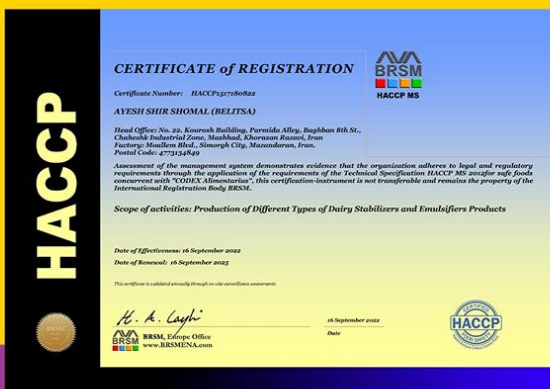 HACCP
CERTIFICATE of REGISTRATION
BRSM
HACCP MS
Certificate Number: HACCP1517180822
AYESH SHIR SHOMAL (BELITSA)
Head Office: No. 22. Kourosh Building, Parmida Alley, Baghban 8th St.,
Chaheshk Industrial Zone, Mashhad, Khorasan Razavi, Iran
Factory: Moallem Blvd., Simorgh City, Mazandaran, Iran.
Postal Code: 4773134849
Assessment of the management system demonstrates evidence that the organization adheres to legal and regulatory
requirements through the application of the requirements of the Technical Specification HACCP MS 2012for safe foods
concurrent with "CODEX Alimentarius", this certification-instrument is not transferable and remains the property of the
International Registration Body BRSM.
Scope of activities: Production of Different Types of Dairy Stabilizers and Emulsifiers Products
Date of Effectiveness: 16 September 2022
Date of Renewal: 16 September 2025
This certificate is validated annually through on-site surveillance assessments
16 September 2022
Date
BRSM
BRSM, Europe Office
www.BRSMENA.com
BRSM
CERTIFIED
HACCP
FOOD SAFETY